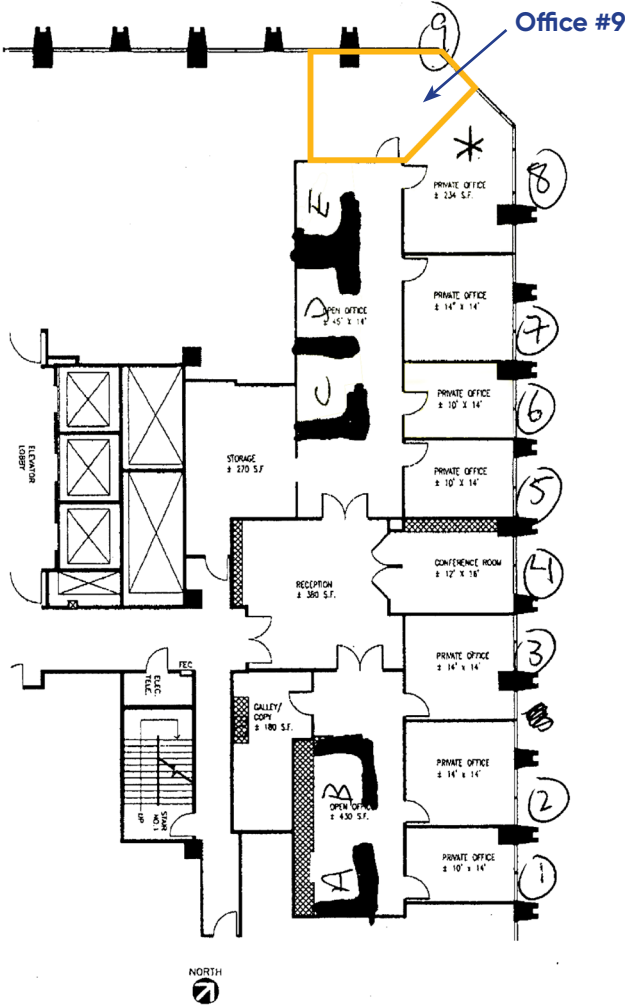 9
Office #9
*
PRIVATE OFFICE
± 234 S.F.
8
E
D
OPEN OFFICE
± 45' X 14'
PRIVATE OFFICE
± 14' X 14'
7
C
PRIVATE OFFICE
± 10' X 14'
6
ELEVATOR
LOBBY
STORAGE
± 270 S.F
PRIVATE OFFICE
± 10' X 14'
5
RECEPTION
± 380 S.F.
CONFERENCE ROOM
± 12' X 18'
4
FEC
ELEC.
TELE.
PRIVATE OFFICE
± 14' X 14'
3
GALLEY/
COPY
± 180 S.F.
PRIVATE OFFICE
± 14' X 14'
2
B
OPEN OFFICE
± 430 S.F.
STAIR
NO.1
UP
A
PRIVATE OFFICE
± 10' X 14'
1
NORTH